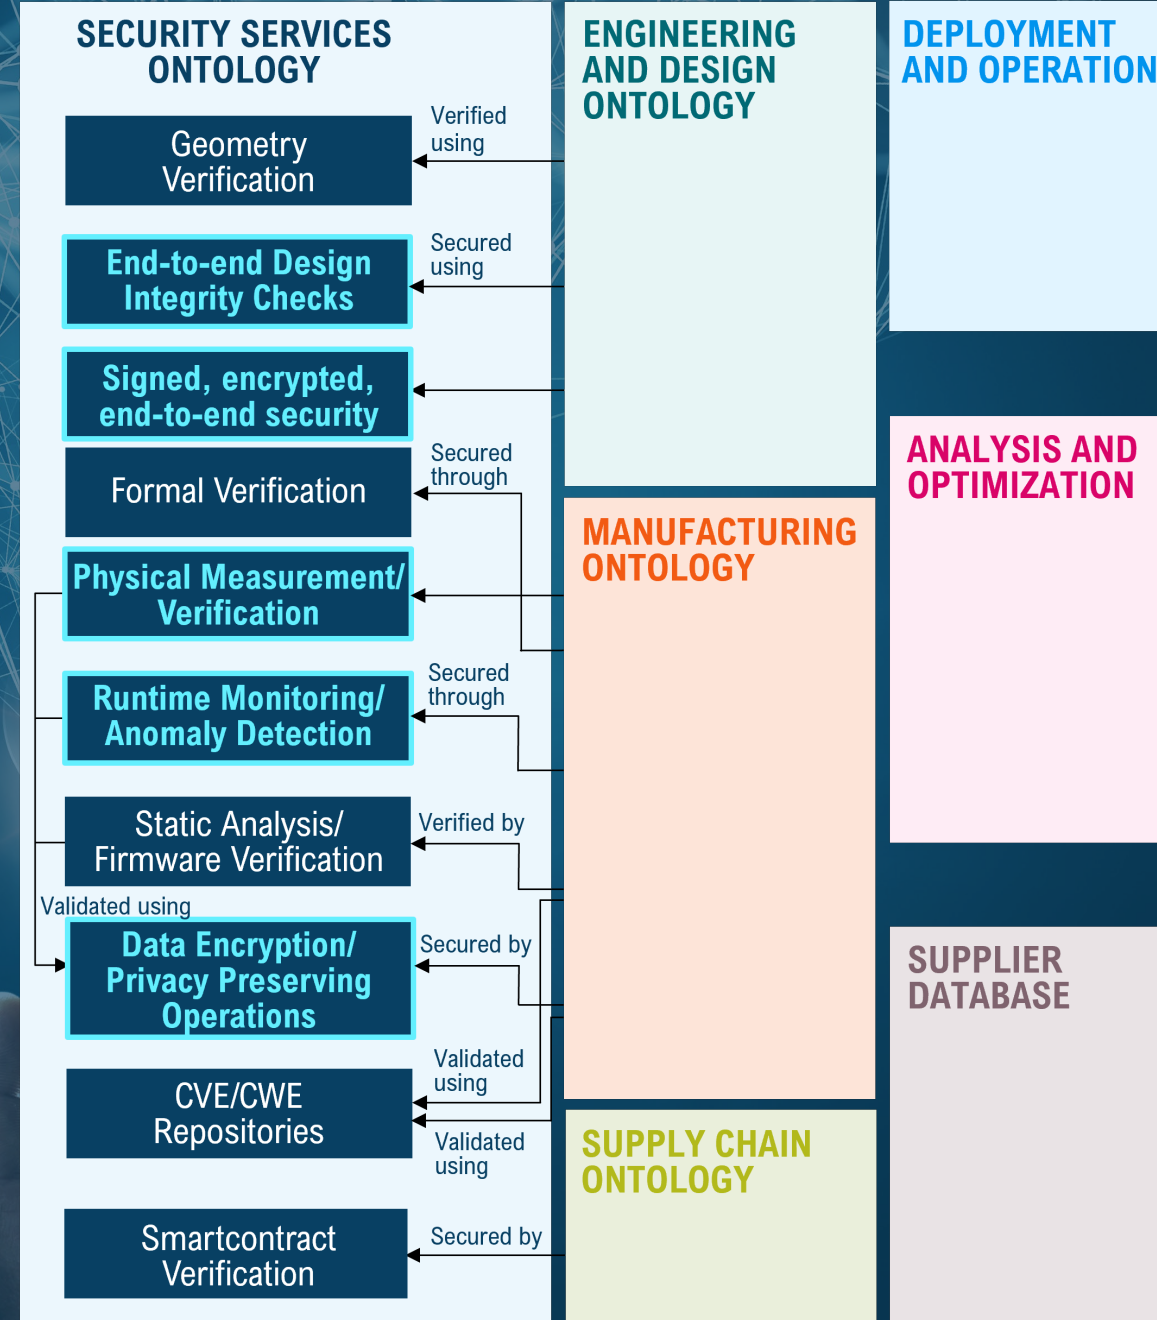 SECURITY SERVICES
ONTOLOGY
Geometry
Verification
Verified
using
End-to-end Design
Integrity Checks
Secured
using
Signed, encrypted,
end-to-end security
Formal Verification
Secured
through
Physical Measurement/
Verification
Runtime Monitoring/
Anomaly Detection
Secured
through
Static Analysis/
Firmware Verification
Verified by
Validated using
Data Encryption/
Privacy Preserving
Operations
Secured by
CVE/CWE
Repositories
Validated
using
Validated
using
Smartcontract
Verification
Secured by
ENGINEERING
AND DESIGN
ONTOLOGY
MANUFACTURING
ONTOLOGY
SUPPLY CHAIN
ONTOLOGY
DEPLOYMENT
AND OPERATION
ANALYSIS AND
OPTIMIZATION
SUPPLIER
DATABASE